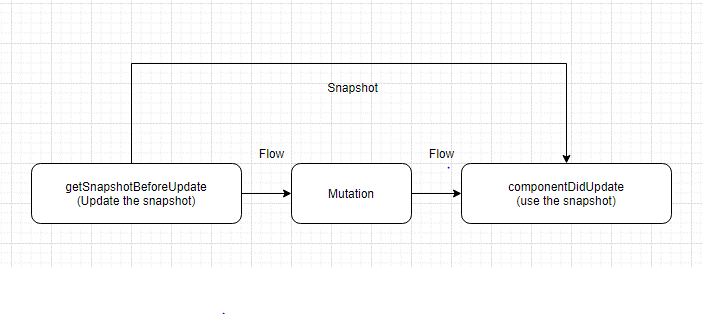 Snapshot
Flow
Flow
getSnapshotBeforeUpdate
(Update the snapshot)
Mutation
componentDidUpdate
(use the snapshot)